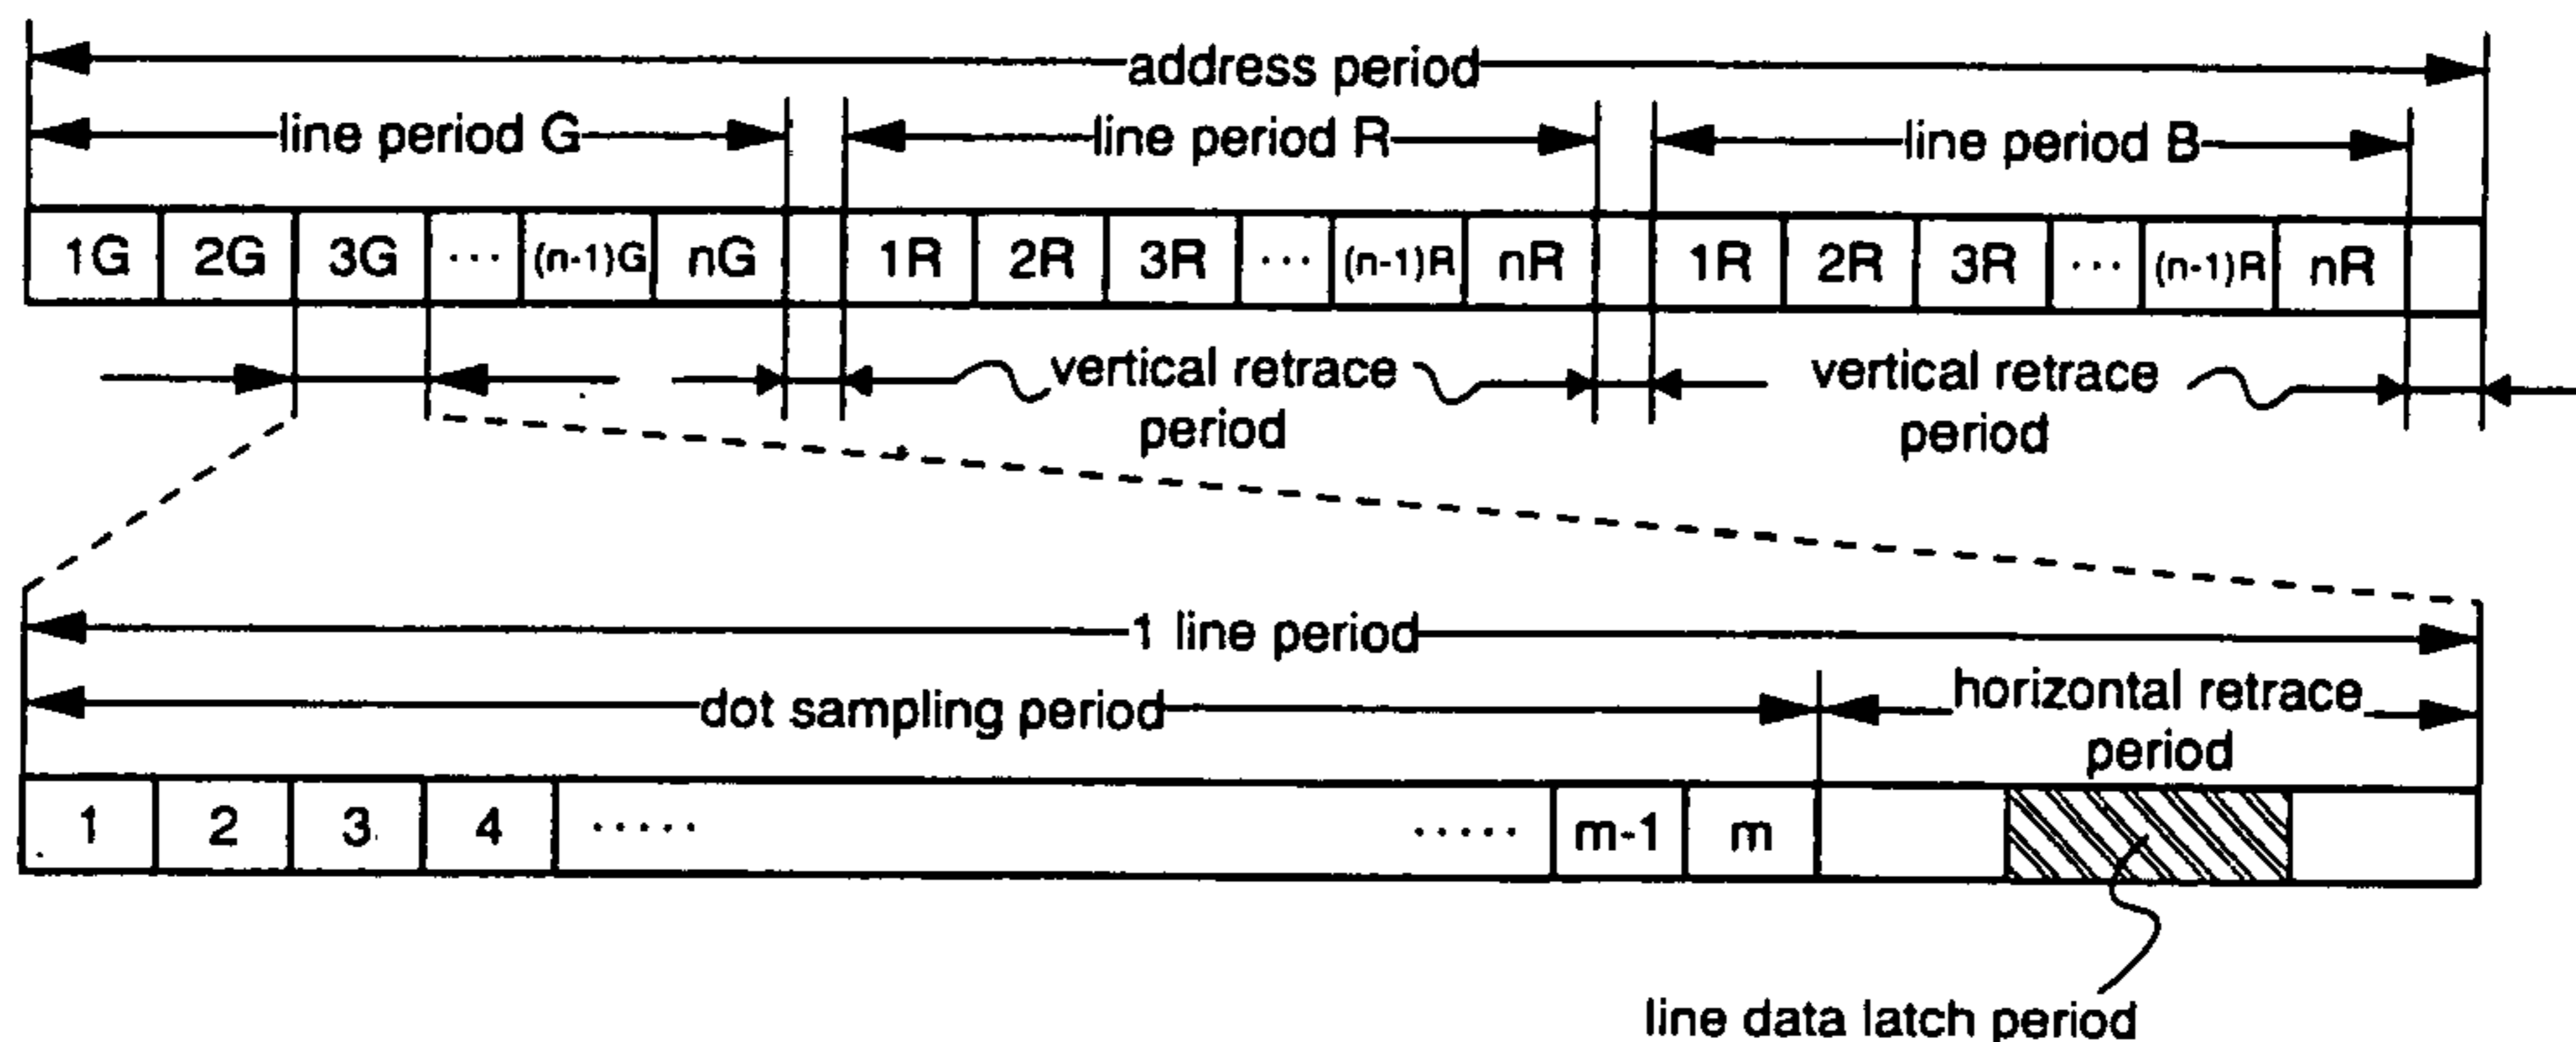 address period
line period G line period R line period B
1G 2G 3G ... (n-1)G nG 1R 2R 3R ... (n-1)R nR 1R 2R 3R ... (n-1)R nR
vertical retrace vertical retrace
period period
1 line period
dot sampling period horizontal retrace
period
1 2 3 4 ..... ..... m-1 m
line data latch period